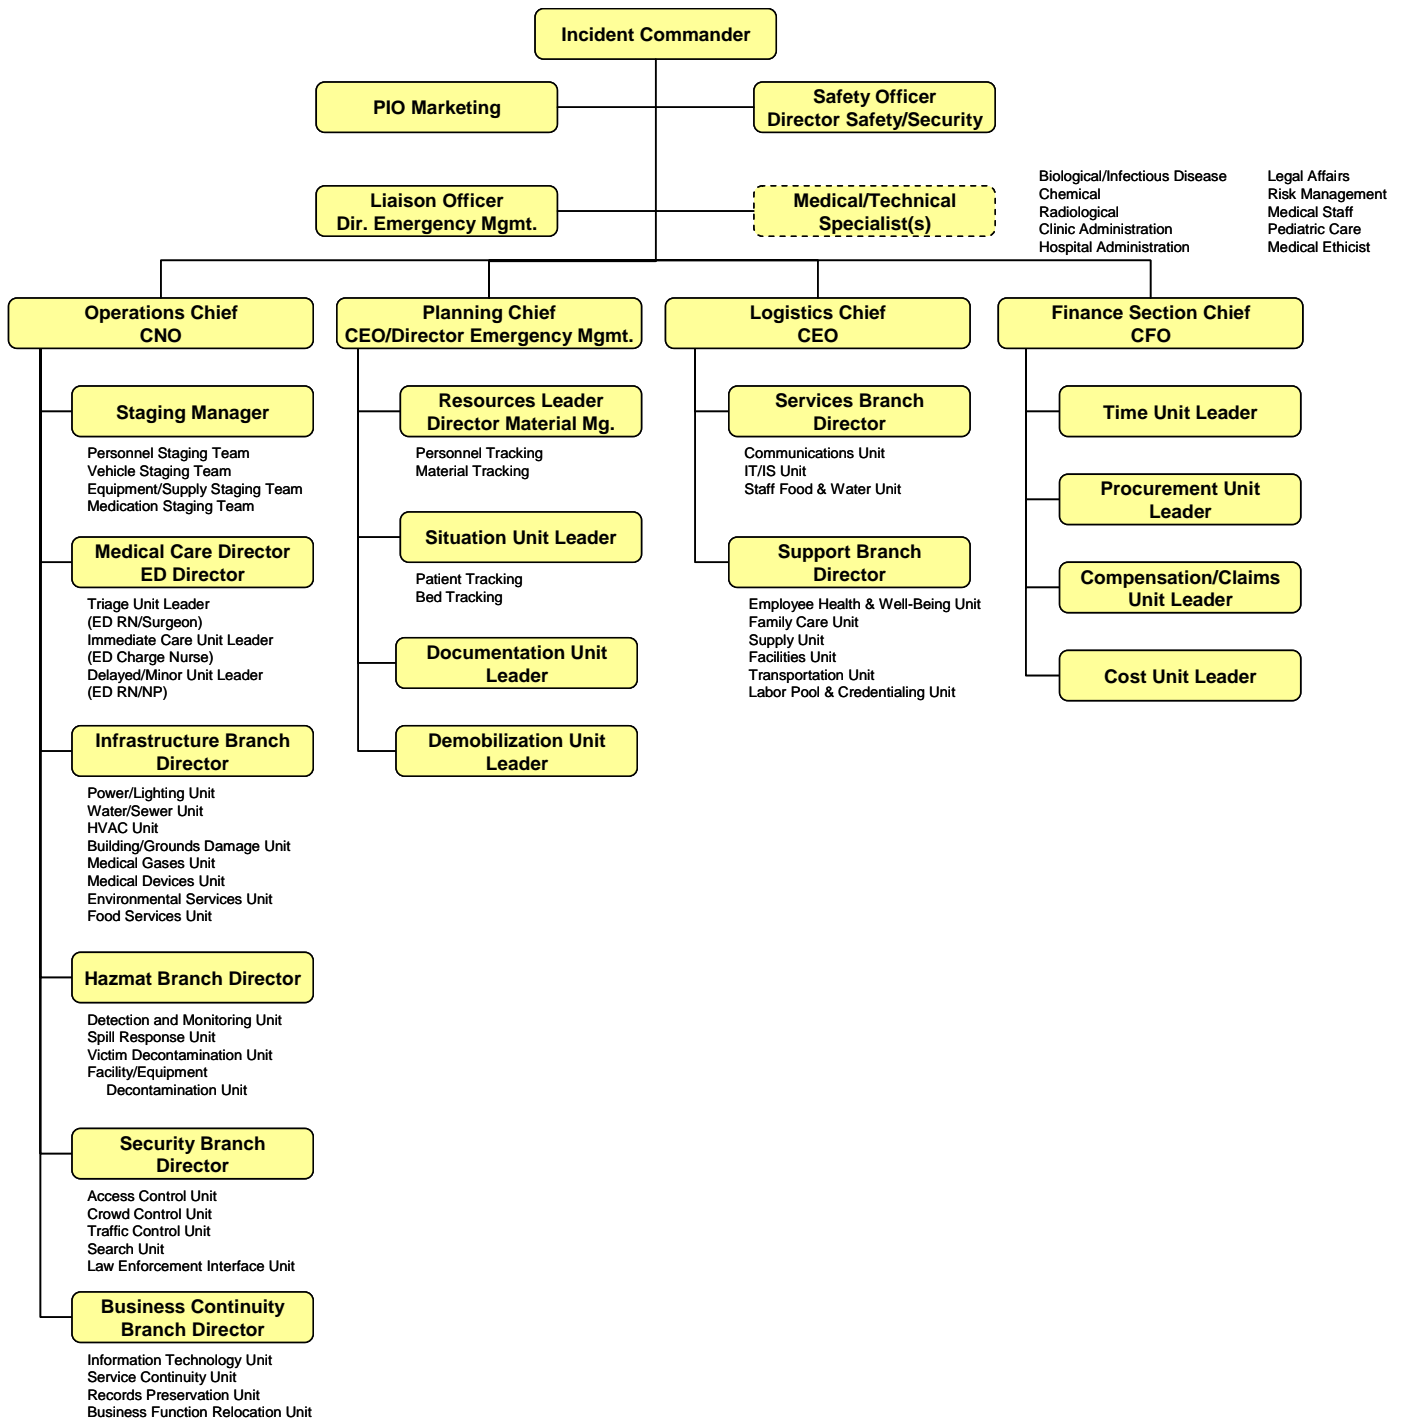 Incident Commander
PIO Marketing
Safety Officer
Director Safety/Security
Liaison Officer
Dir. Emergency Mgmt.
Medical/Technical
Specialist(s)
Biological/Infectious Disease
Chemical
Radiological
Clinic Administration
Hospital Administration
Legal Affairs
Risk Management
Medical Staff
Pediatric Care
Medical Ethicist
Operations Chief
CNO
Staging Manager
Personnel Staging Team
Vehicle Staging Team
Equipment/Supply Staging Team
Medication Staging Team
Medical Care Director
ED Director
Triage Unit Leader
(ED RN/Surgeon)
Immediate Care Unit Leader
(ED Charge Nurse)
Delayed/Minor Unit Leader
(ED RN/NP)
Infrastructure Branch
Director
Power/Lighting Unit
Water/Sewer Unit
HVAC Unit
Building/Grounds Damage Unit
Medical Gases Unit
Medical Devices Unit
Environmental Services Unit
Food Services Unit
Hazmat Branch Director
Detection and Monitoring Unit
Spill Response Unit
Victim Decontamination Unit
Facility/Equipment
Decontamination Unit
Security Branch
Director
Access Control Unit
Crowd Control Unit
Traffic Control Unit
Search Unit
Law Enforcement Interface Unit
Business Continuity
Branch Director
Information Technology Unit
Service Continuity Unit
Records Preservation Unit
Business Function Relocation Unit
Planning Chief
CEO/Director Emergency Mgmt.
Resources Leader
Director Material Mg.
Personnel Tracking
Material Tracking
Situation Unit Leader
Patient Tracking
Bed Tracking
Documentation Unit
Leader
Demobilization Unit
Leader
Logistics Chief
CEO
Services Branch
Director
Communications Unit
IT/IS Unit
Staff Food & Water Unit
Support Branch
Director
Employee Health & Well-Being Unit
Family Care Unit
Supply Unit
Facilities Unit
Transportation Unit
Labor Pool & Credentialing Unit
Finance Section Chief
CFO
Time Unit Leader
Procurement Unit
Leader
Compensation/Claims
Unit Leader
Cost Unit Leader